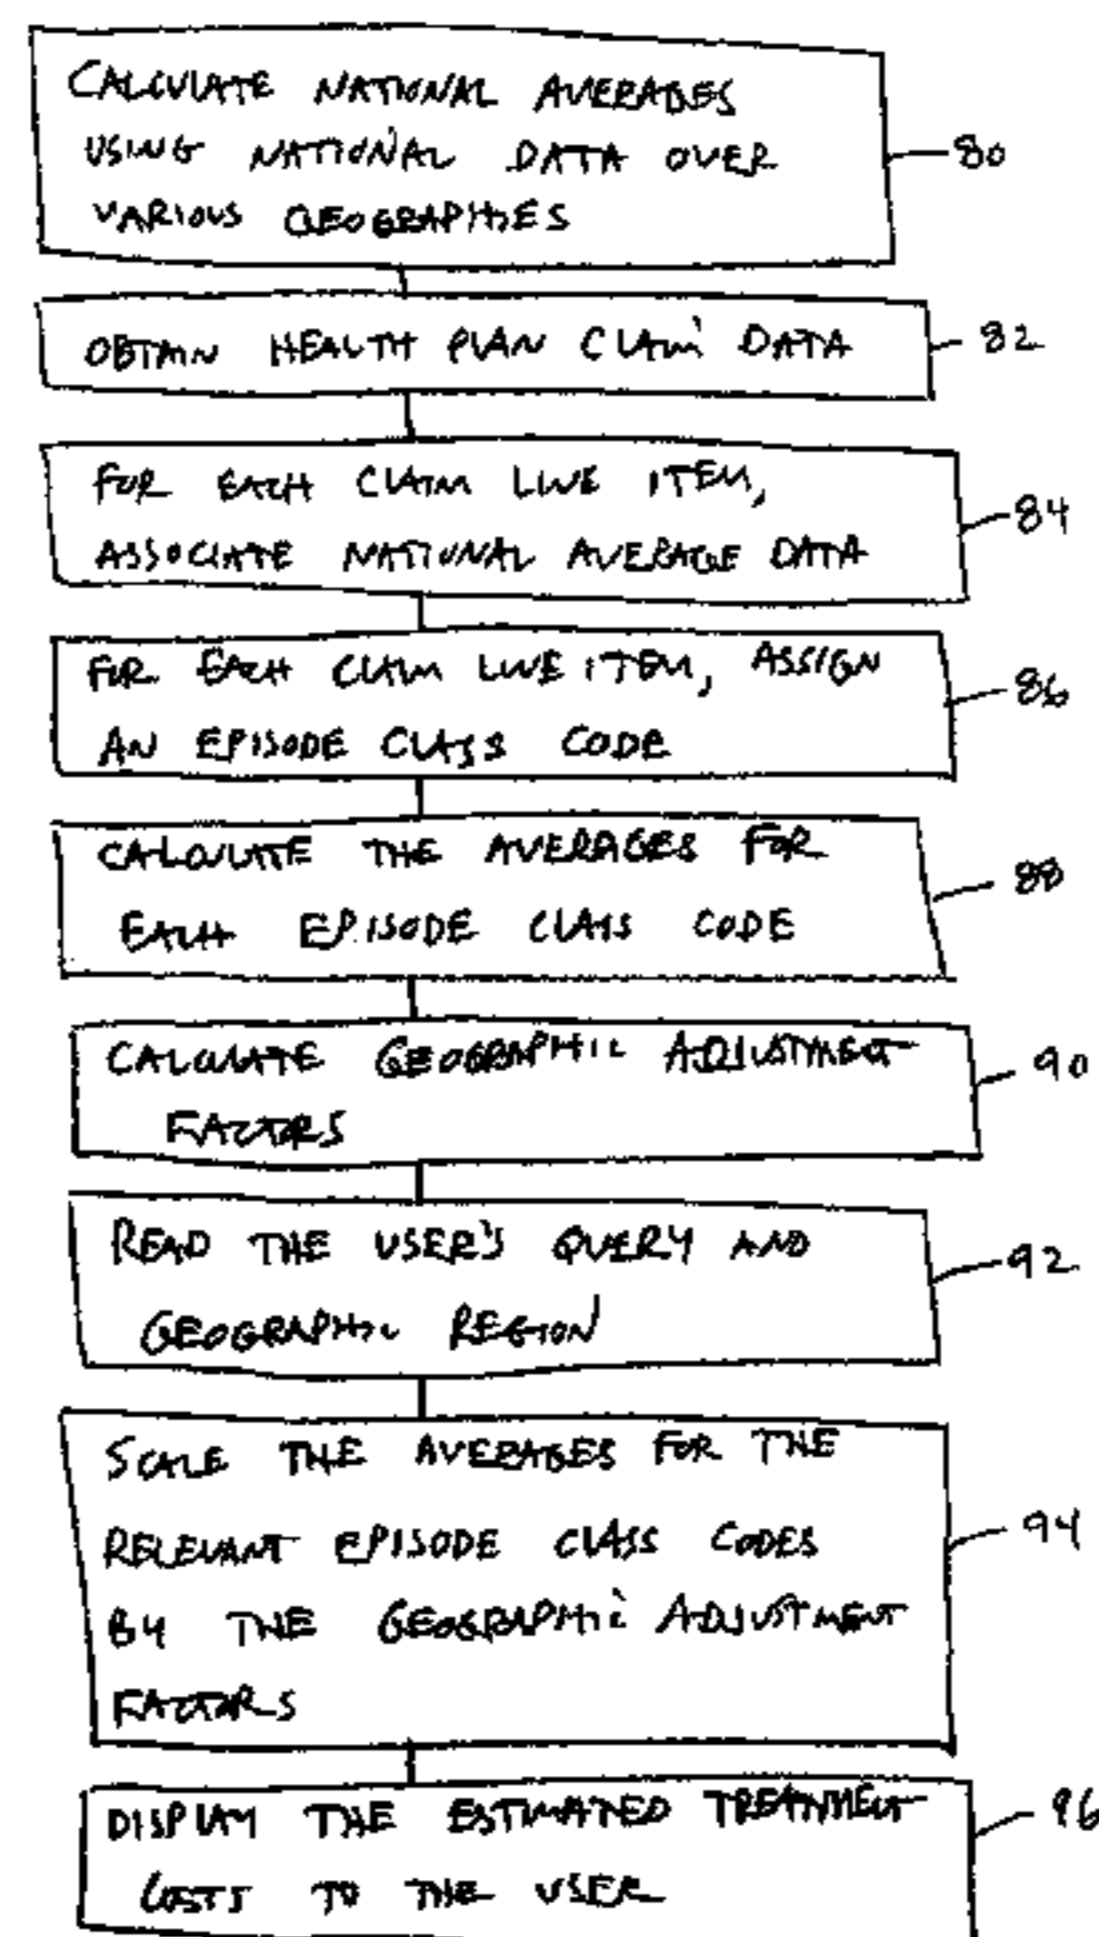 CALCULATE NATIONAL AVERAGES
USING NATIONAL DATA OVER
VARIOUS GEOGRAPHIES
80
OBTAIN HEALTH PLAN CLAIM DATA
82
FOR EACH CLAIM LINE ITEM,
ASSOCIATE NATIONAL AVERAGE DATA
84
FOR EACH CLAIM LINE ITEM, ASSIGN
AN EPISODE CLASS CODE
86
CALCULATE THE AVERAGES FOR
EACH EPISODE CLASS CODE
88
CALCULATE GEOGRAPHIC ADJUSTMENT
FACTORS
90
READ THE USER'S QUERY AND
GEOGRAPHIC REGION
92
SCALE THE AVERAGES FOR THE
RELEVANT EPISODE CLASS CODES
BY THE GEOGRAPHIC ADJUSTMENT
FACTORS
94
DISPLAY THE ESTIMATED TREATMENT
COSTS TO THE USER
96